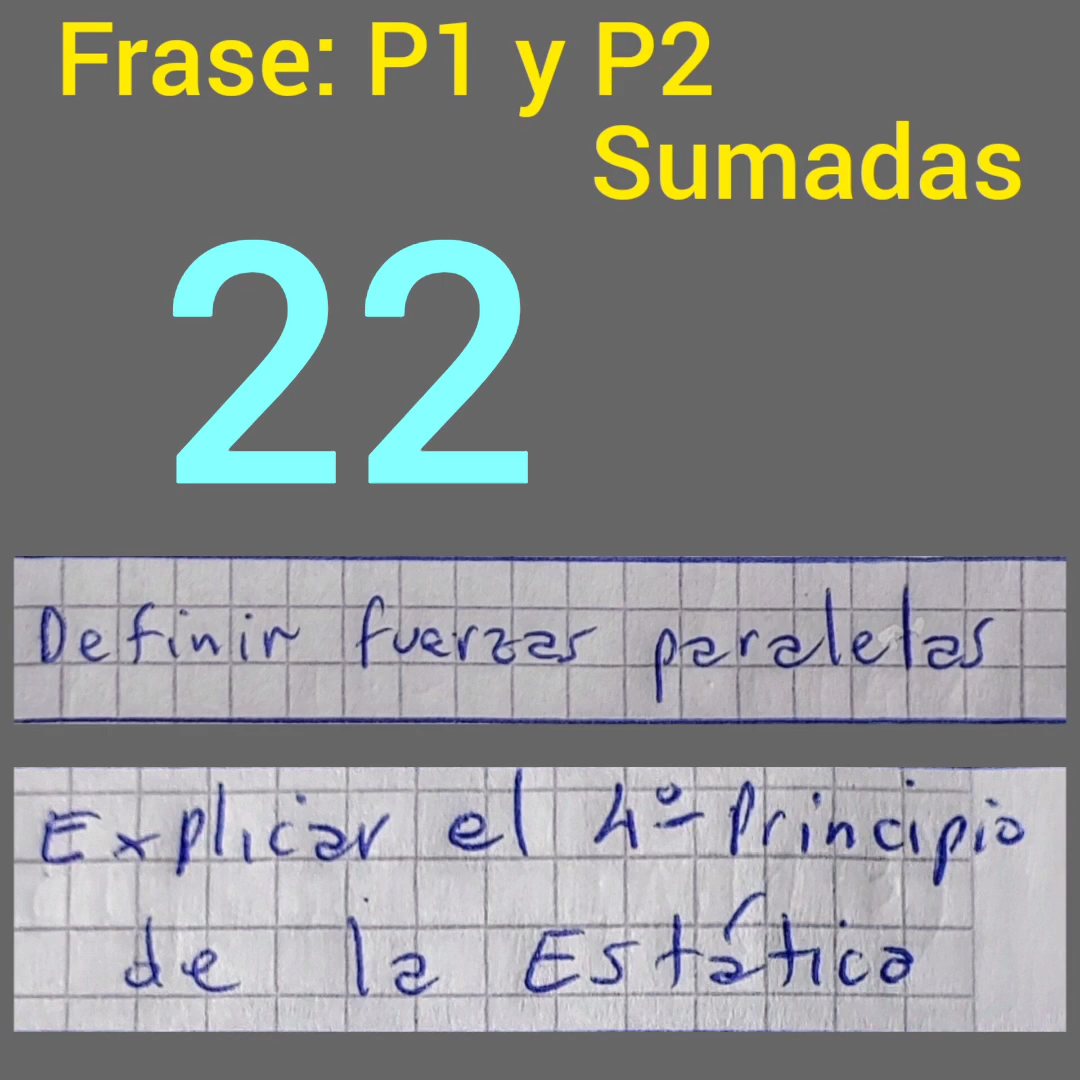 Frase: P1 y P2
Sumadas
22
Definir fuerzas paralelas
Explicar el 4º Principio
de la Estática